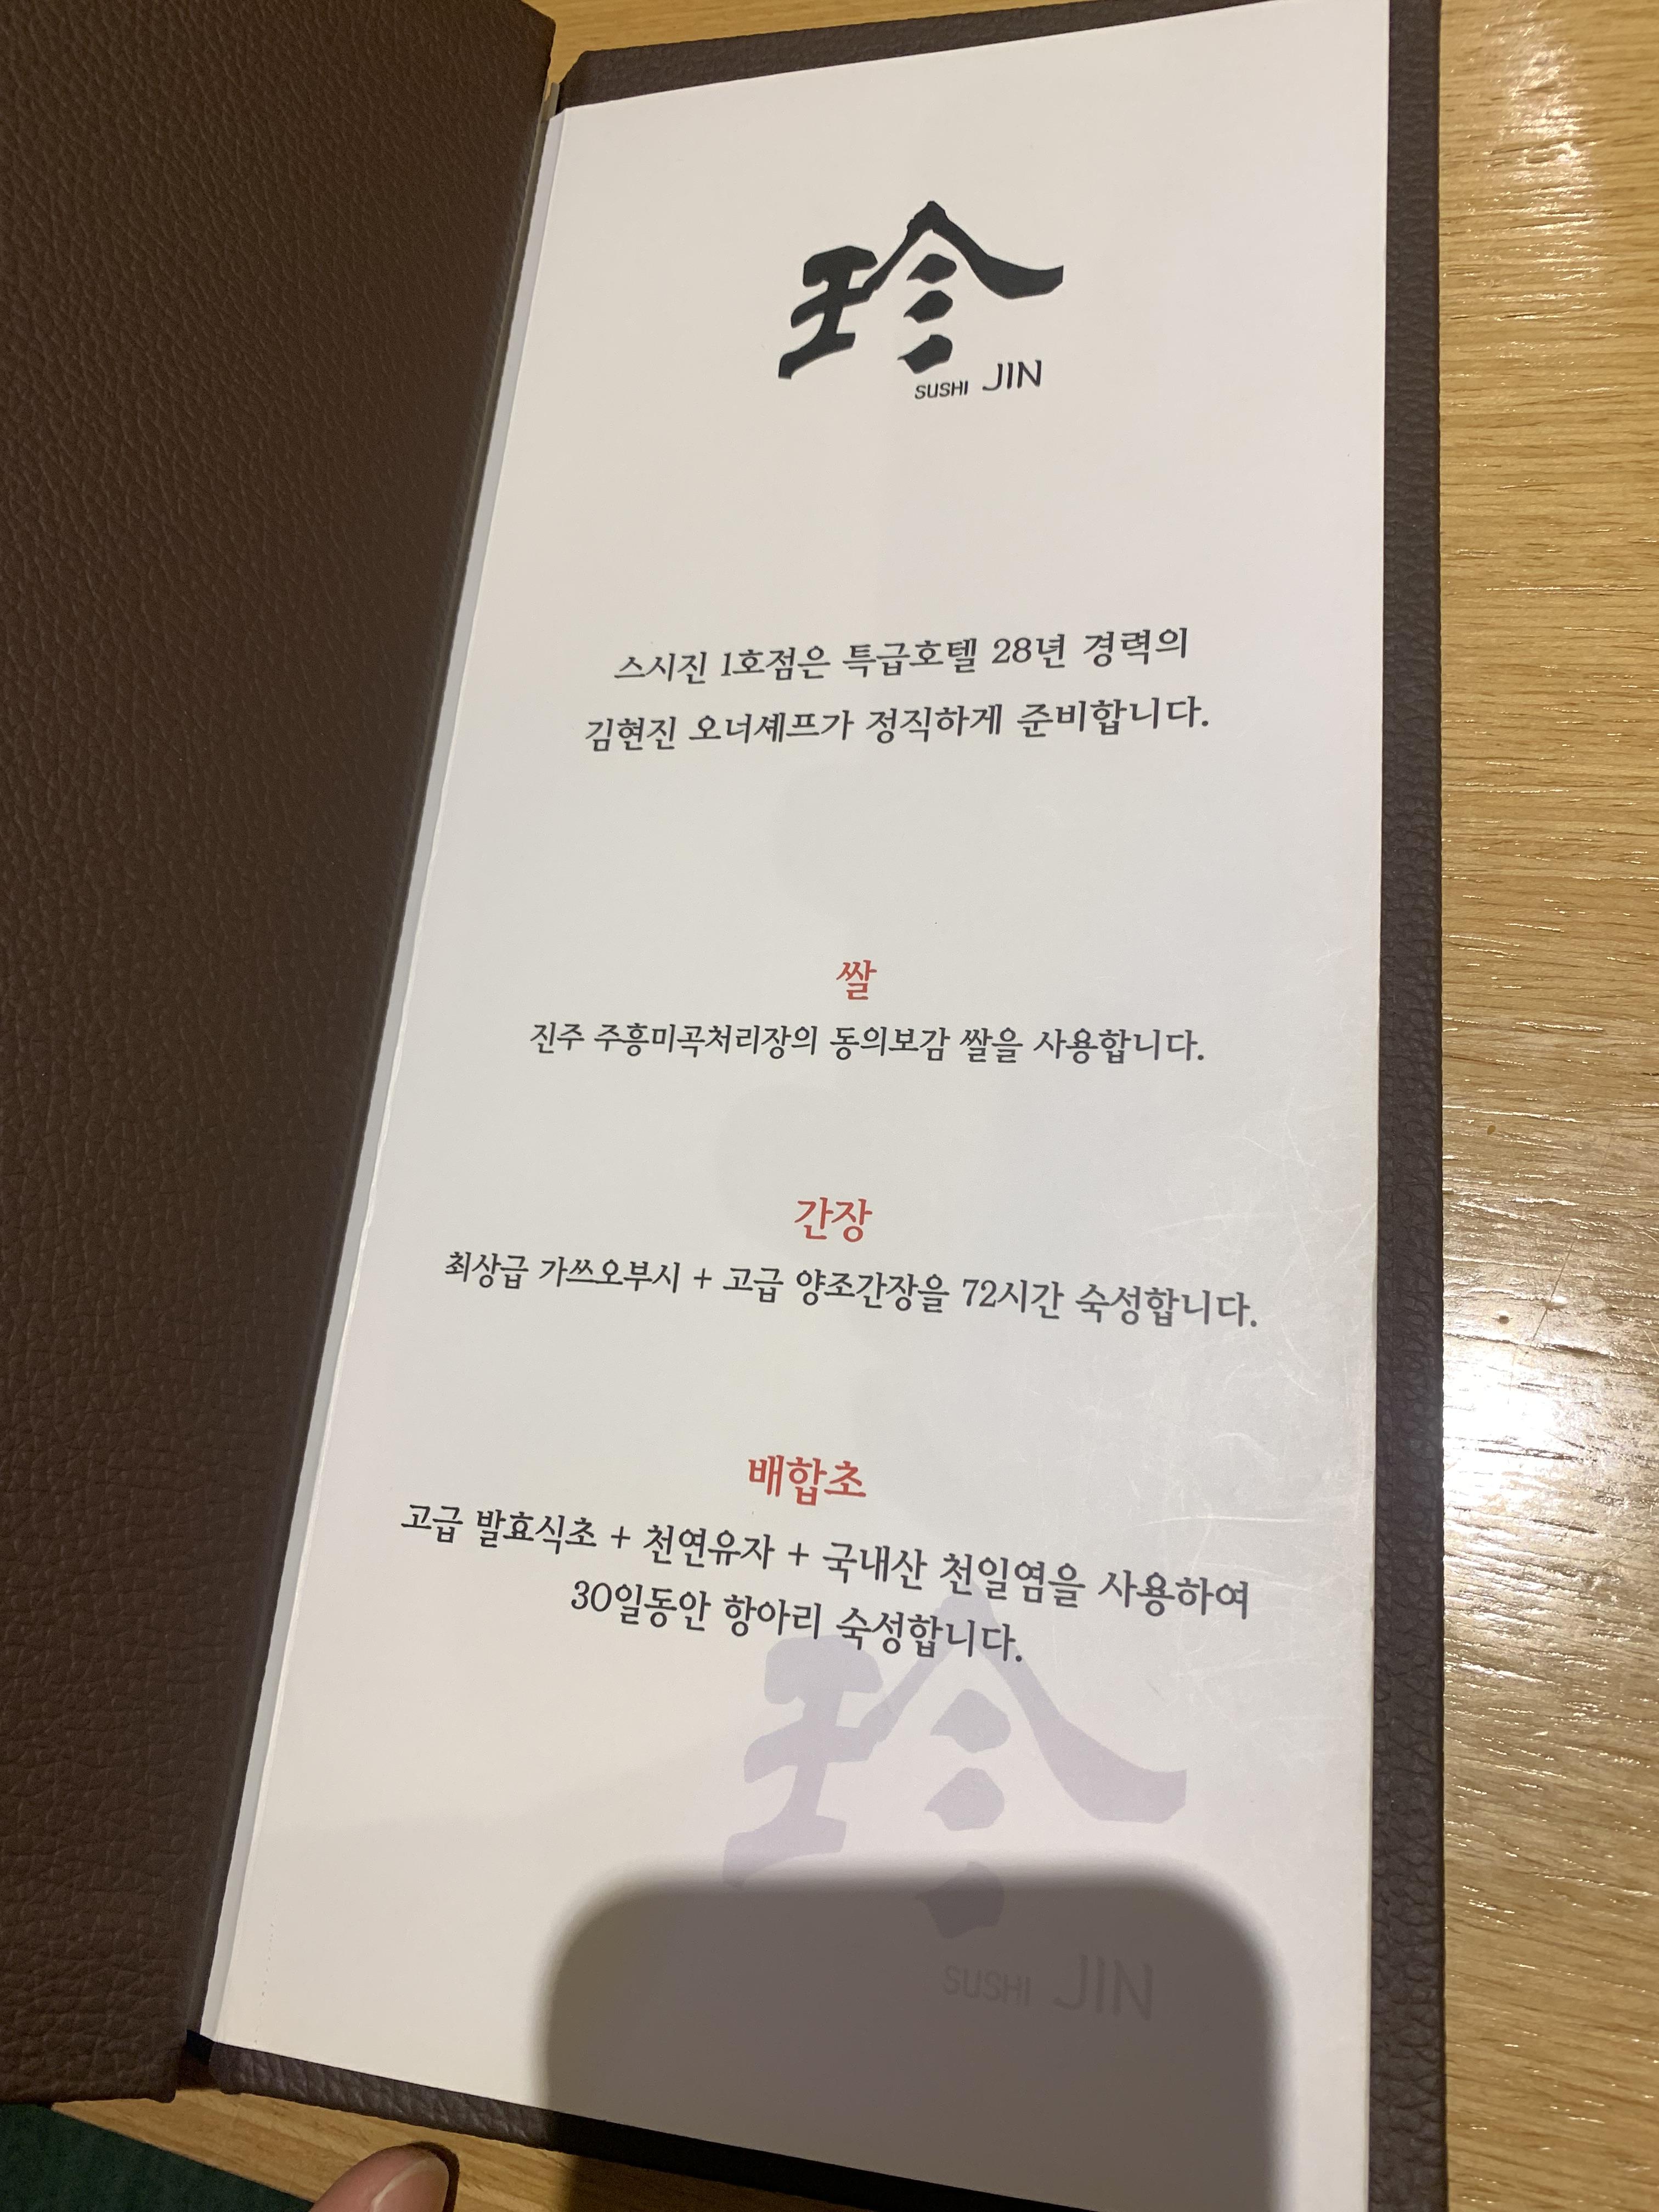 珍
SUSHI JIN
스시진 1호점은 특급호텔 28년 경력의
김현진 오너셰프가 정직하게 준비합니다.
쌀
진주 주흥미곡처리장의 동의보감 쌀을 사용합니다.
간장
최상급 가쓰오부시 + 고급 양조간장을 72시간 숙성합니다.
배합초
고급 발효식초 + 천연유자 + 국내산 천일염을 사용하여
30일동안 항아리 숙성합니다.
珍
SUSHI JIN